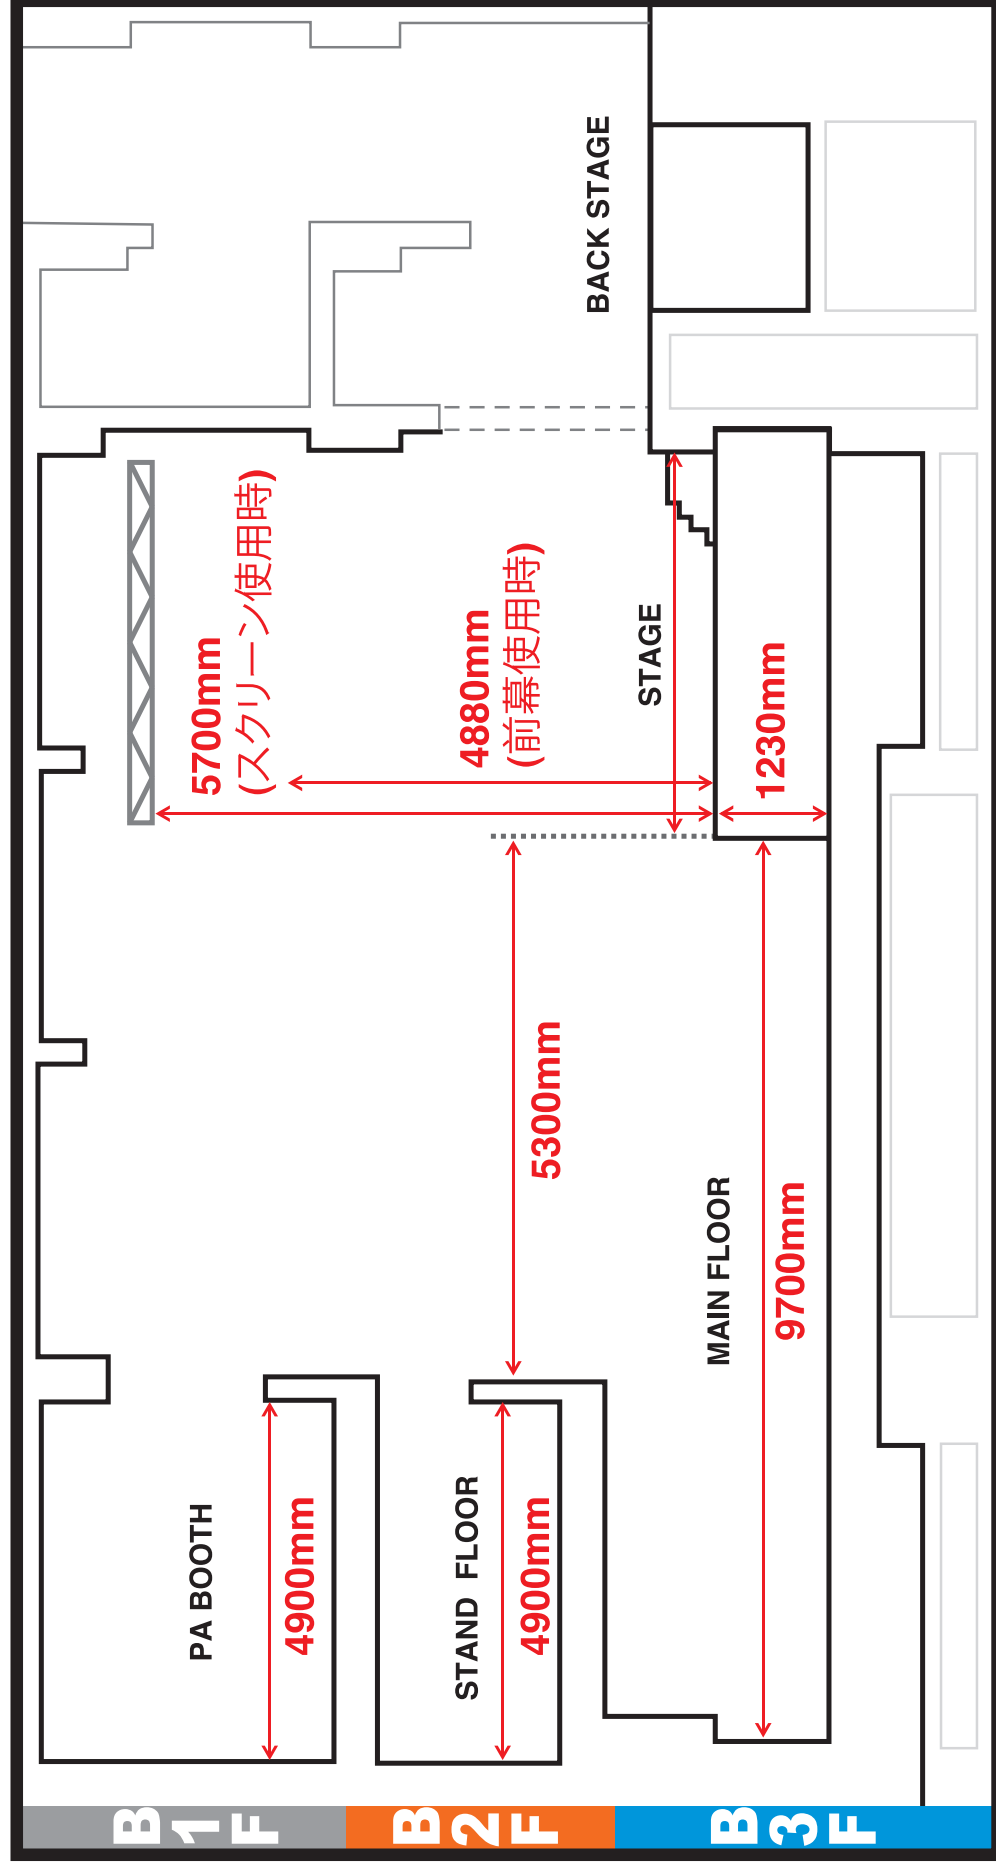 B1F
PA BOOTH
4900mm
5700mm
(スクリーン使用時)
B2F
STAND FLOOR
4900mm
5300mm
4880mm
(前幕使用時)
BACK STAGE
B3F
MAIN FLOOR
9700mm
STAGE
1230mm